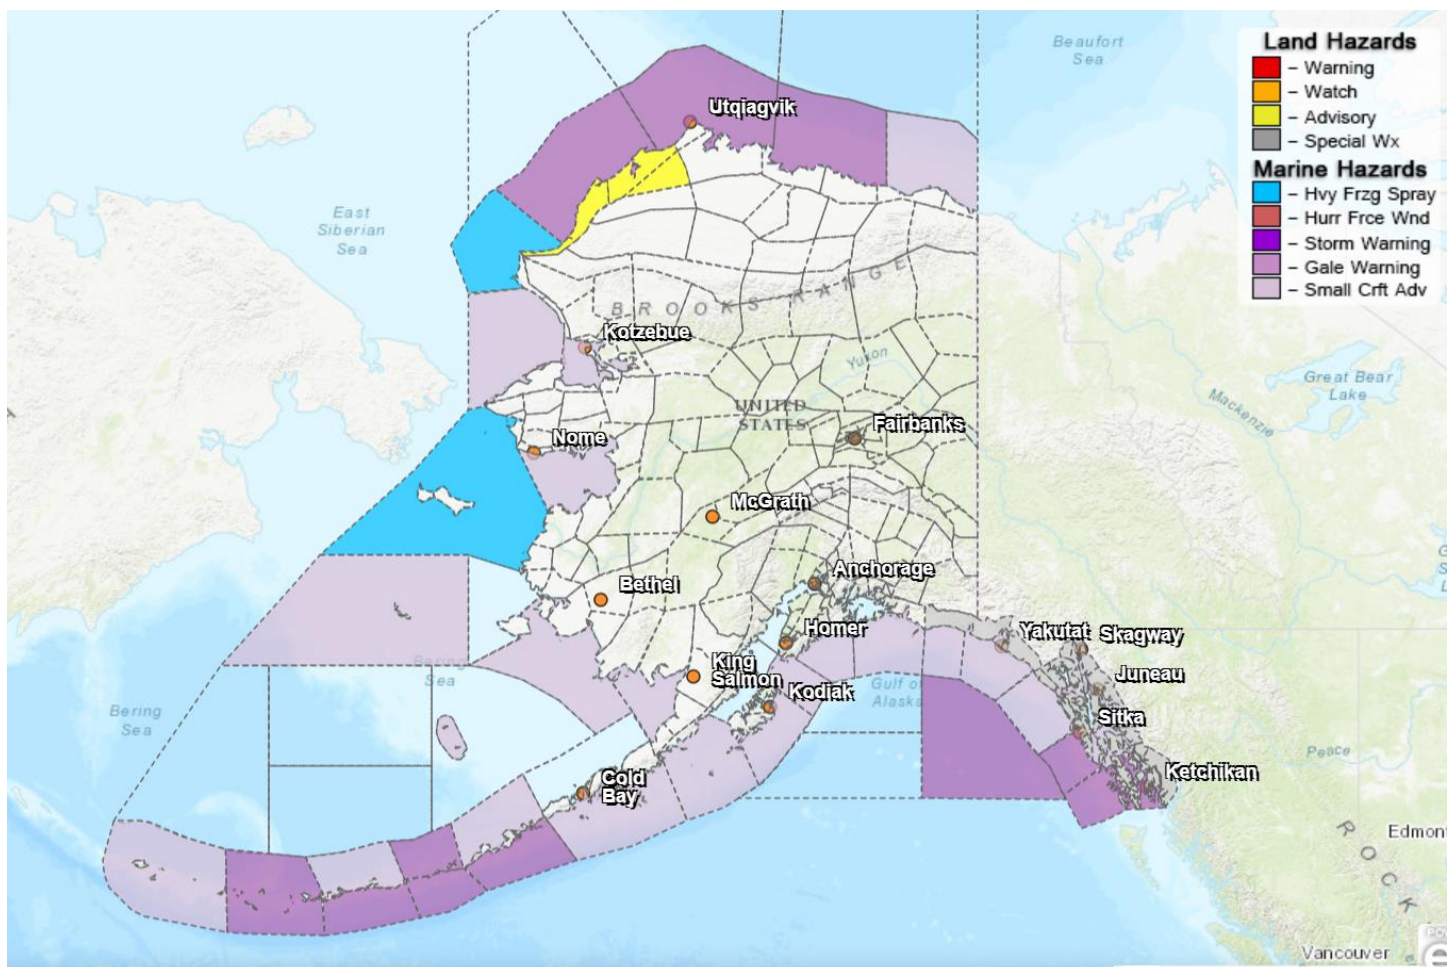 Beaufort
Sea
Land Hazards
- Warning
- Watch
- Advisory
- Special Wx
Marine Hazards
- Hvy Frzg Spray
- Hurr Frce Wnd
- Storm Warning
- Gale Warning
- Small Crft Adv
Utqiagvik
East
Siberian
Sea
BROOKS RANGE
Kotzebue
Yukon
Great Bear
Lake
Mackenzie
UNITED
STATES
Nome
Fairbanks
McGrath
Anchorage
Bethel
Homer
Yakutat
Skagway
King
Salmon
Juneau
Bering
Sea
Kodiak
Gulf of
Alaska
Bering
Sea
Sitka
Peace
Ketchikan
Cold
Bay
Edmon
ROCK
Vancouver